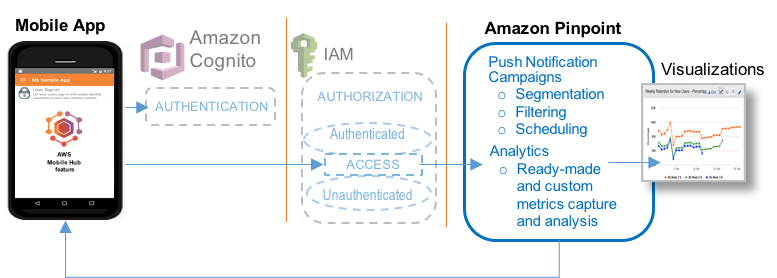 Mobile App
My Sample App
User Sign-in
AWS
Mobile Hub
feature
Amazon
Cognito
AUTHENTICATION
IAM
AUTHORIZATION
Authenticated
ACCESS
Unauthenticated
Amazon Pinpoint
Push Notification
Campaigns
o Segmentation
o Filtering
o Scheduling
Analytics
o Ready-made
and custom
metrics capture
and analysis
Visualizations
Weekly Retention for New Users - Percentag